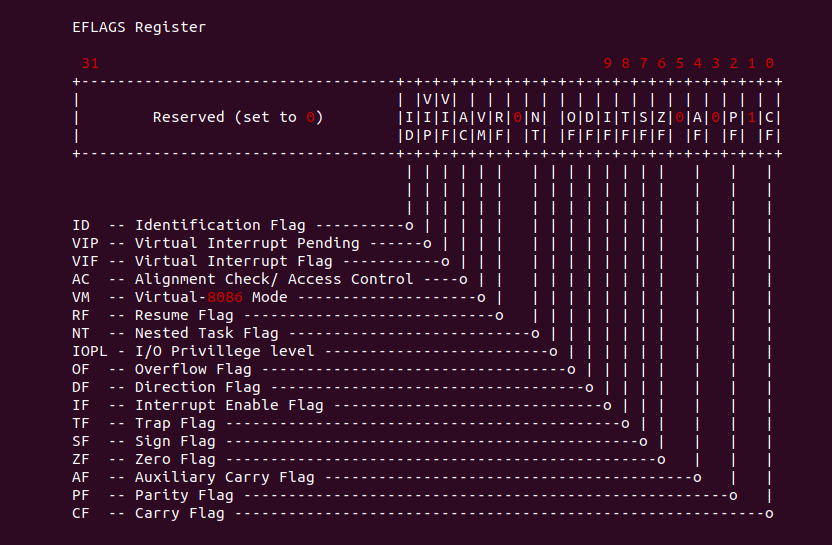 EFLAGS Register
 31                                                        9 8 7 6 5 4 3 2 1 0
+-----------------------------------+-+-+-+-+-+-+-+-+-+-+-+-+-+-+-+-+-+-+-+-+-+
|                                   | |V|V| | | | | | | | | | | | | | | | | | |
|        Reserved (set to 0)        |I|I|I|A|V|R|0|N| |O|D|I|T|S|Z|0|A|0|P|1|C|
|                                   |D|P|F|C|M|F| |T| |F|F|F|F|F|F| |F| |F| |F|
+-----------------------------------+-+-+-+-+-+-+-+-+-+-+-+-+-+-+-+-+-+-+-+-+-+
                                     | | | | | |   | | | | | | | |   |   |   |
                                     | | | | | |   | | | | | | | |   |   |   |
                                     | | | | | |   | | | | | | | |   |   |   |
ID  -- Identification Flag ----------o | | | | |   | | | | | | | |   |   |   |
VIP -- Virtual Interrupt Pending ------o | | | |   | | | | | | | |   |   |   |
VIF -- Virtual Interrupt Flag -----------o | | |   | | | | | | | |   |   |   |
AC  -- Alignment Check/ Access Control ----o | |   | | | | | | | |   |   |   |
VM  -- Virtual-8086 Mode --------------------o |   | | | | | | | |   |   |   |
RF  -- Resume Flag ----------------------------o   | | | | | | | |   |   |   |
NT  -- Nested Task Flag ---------------------------o | | | | | | |   |   |   |
IOPL - I/O Privillege level --------------------------o | | | | | |   |   |   |
OF  -- Overflow Flag ----------------------------------o | | | | |   |   |   |
DF  -- Direction Flag -----------------------------------o | | | |   |   |   |
IF  -- Interrupt Enable Flag ------------------------------o | | |   |   |   |
TF  -- Trap Flag --------------------------------------------o | |   |   |   |
SF  -- Sign Flag ----------------------------------------------o |   |   |   |
ZF  -- Zero Flag ------------------------------------------------o   |   |   |
AF  -- Auxiliary Carry Flag -----------------------------------------o   |   |
PF  -- Parity Flag ------------------------------------------------------o   |
CF  -- Carry Flag -----------------------------------------------------------o